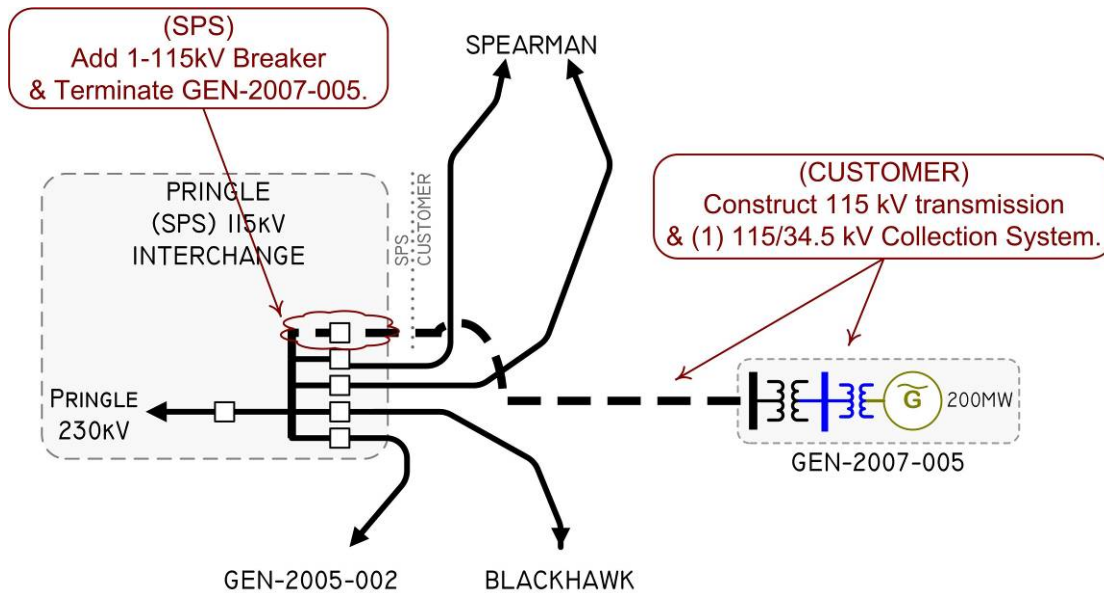 (SPS)
Add 1-115kV Breaker
& Terminate GEN-2007-005.
SPEARMAN
(CUSTOMER)
Construct 115 kV transmission
& (1) 115/34.5 kV Collection System.
PRINGLE
(SPS) 115kV
INTERCHANGE
SPS
CUSTOMER
PRINGLE
230kV
G
200MW
GEN-2007-005
GEN-2005-002
BLACKHAWK